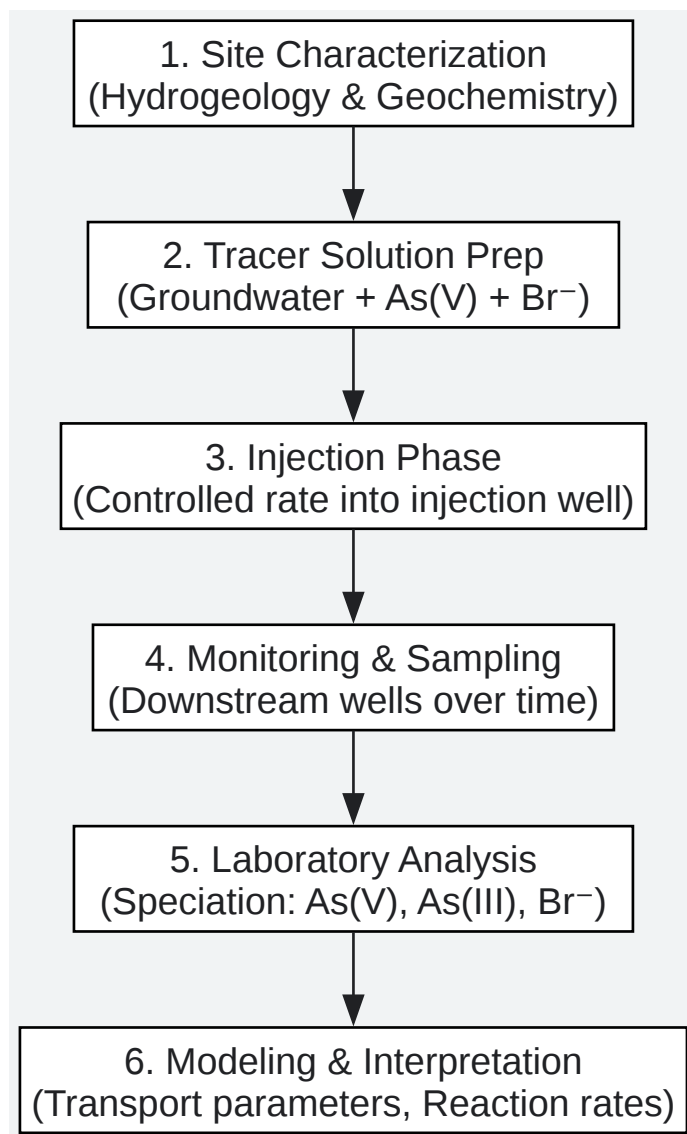 1. Site Characterization
(Hydrogeology & Geochemistry)
2. Tracer Solution Prep
(Groundwater + As(V) + Br⁻)
3. Injection Phase
(Controlled rate into injection well)
4. Monitoring & Sampling
(Downstream wells over time)
5. Laboratory Analysis
(Speciation: As(V), As(III), Br⁻)
6. Modeling & Interpretation
(Transport parameters, Reaction rates)